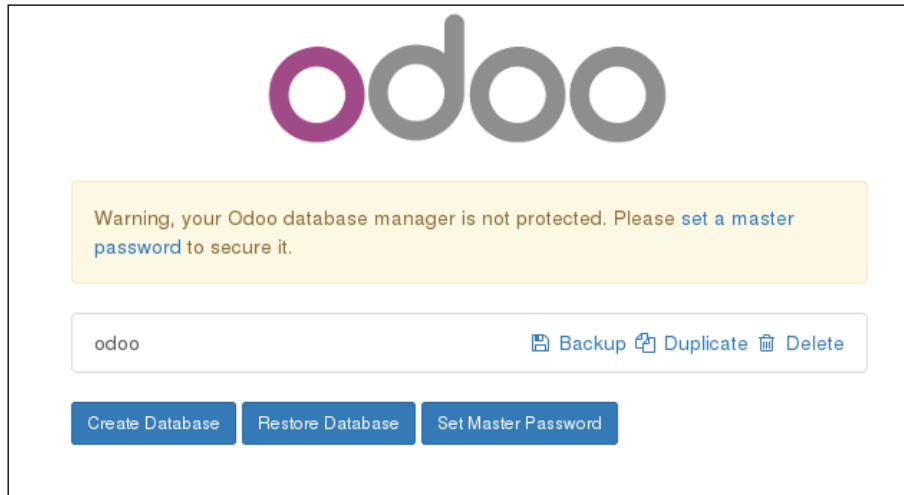 odoo
Warning, your Odoo database manager is not protected. Please set a master
password to secure it.
odoo Backup Duplicate Delete
Create Database Restore Database Set Master Password